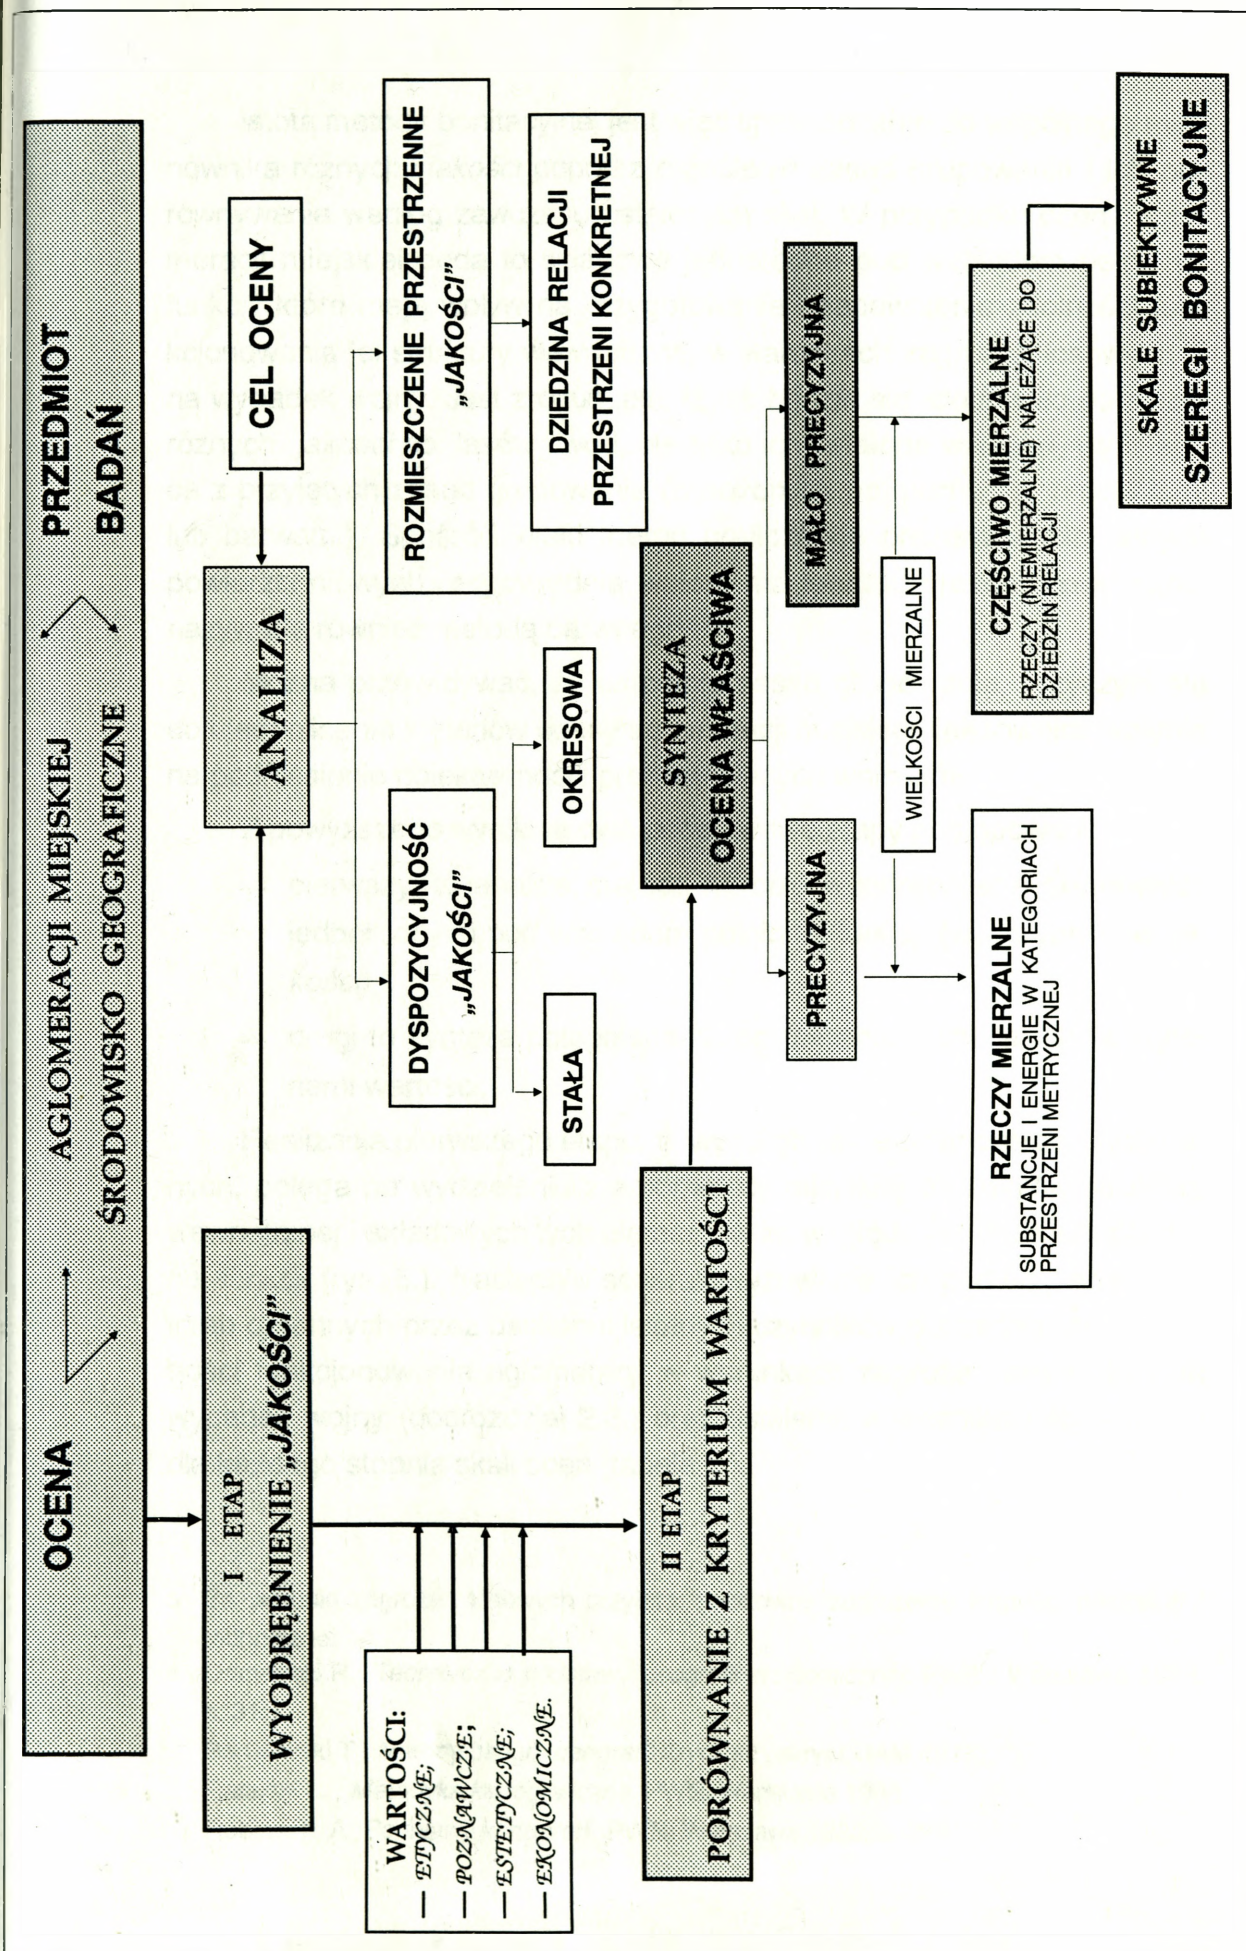 OCENA
AGLOMERACJI MIEJSKIEJ
ŚRODOWISKO GEOGRAFICZNE
PRZEDMIOT
BADAŃ
I ETAP
WYODRĘBNIENIE „JAKOŚCI”
ANALIZA
CEL OCENY
WARTOŚCI:
— ETYCZNE;
— POZNAWCZE;
— ESTETYCZNE;
— EKONOMICZNE.
DYSPOZYCYJNOŚĆ
„JAKOŚCI”
ROZMIESZCZENIE PRZESTRZENNE
„JAKOŚCI”
STAŁA
OKRESOWA
DZIEDZINA RELACJI
PRZESTRZENI KONKRETNEJ
II ETAP
PORÓWNANIE Z KRYTERIUM WARTOŚCI
SYNTEZA
OCENA WŁAŚCIWA
PRECYZYJNA
MAŁO PRECYZYJNA
WIELKOŚCI MIERZALNE
RZECZY MIERZALNE
SUBSTANCJE I ENERGIE W KATEGORIACH
PRZESTRZENI METRYCZNEJ
CZĘŚCIWO MIERZALNE
RZECZY (NIEMIERZALNE) NALEŻĄCE DO
DZIEDZIN RELACJI
SKALE SUBIEKTYWNE
SZEREGI BONITACYJNE